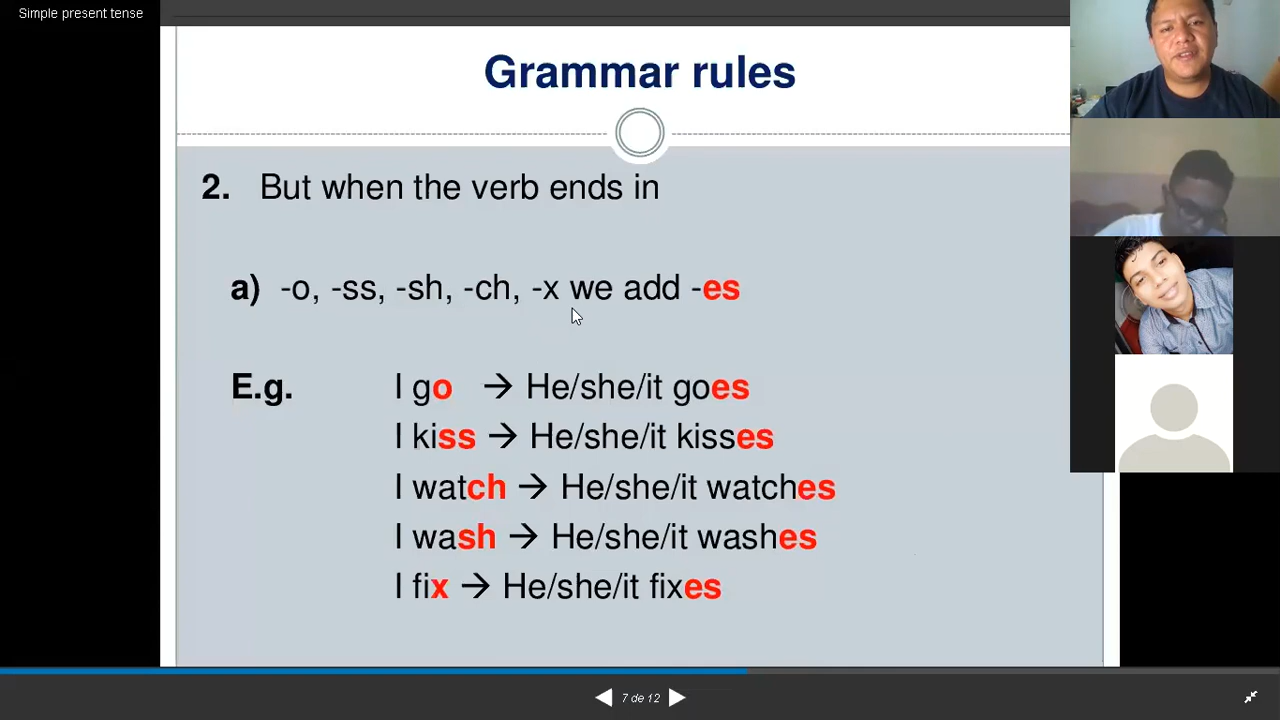 Simple present tense
Grammar rules
2. But when the verb ends in
a) -o, -ss, -sh, -ch, -x we add -es
E.g. I go → He/she/it goes
I kiss → He/she/it kisses
I watch → He/she/it watches
I wash → He/she/it washes
I fix → He/she/it fixes
7 de 12